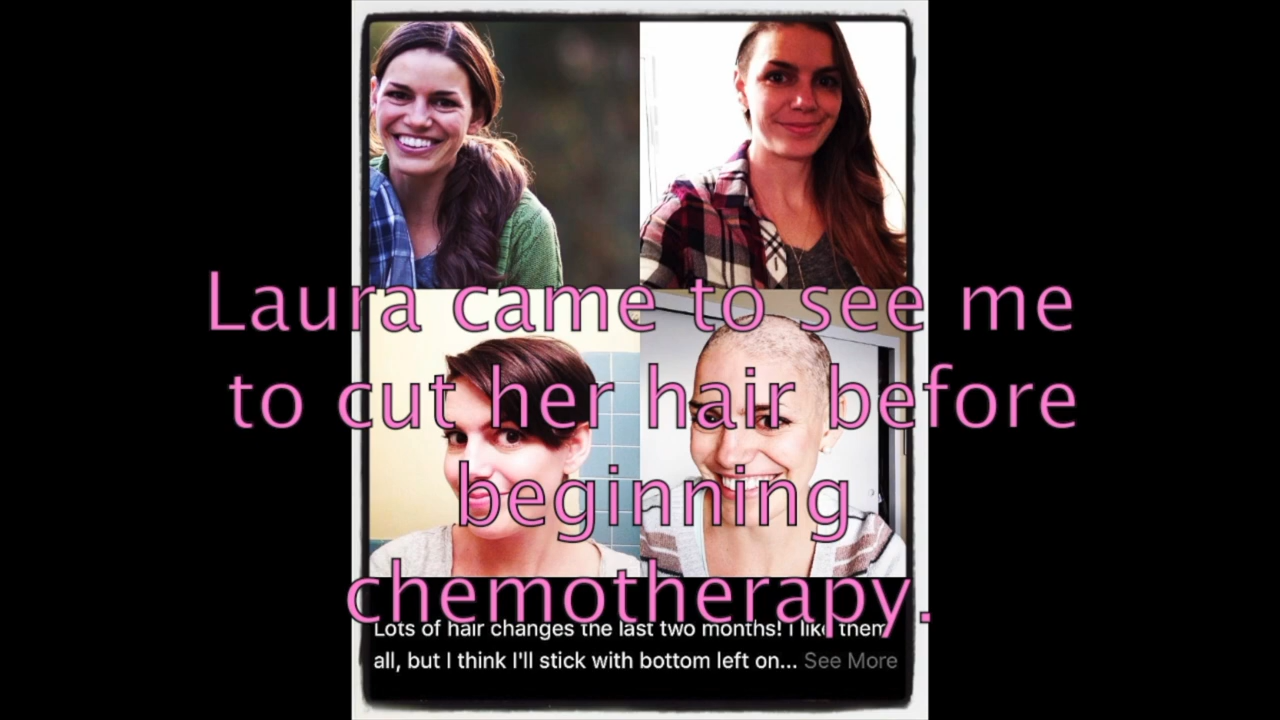 Laura came to see me
to cut her hair before
beginning
chemotherapy.
Lots of hair changes the last two months! I like them
all, but I think I'll stick with bottom left on... See More